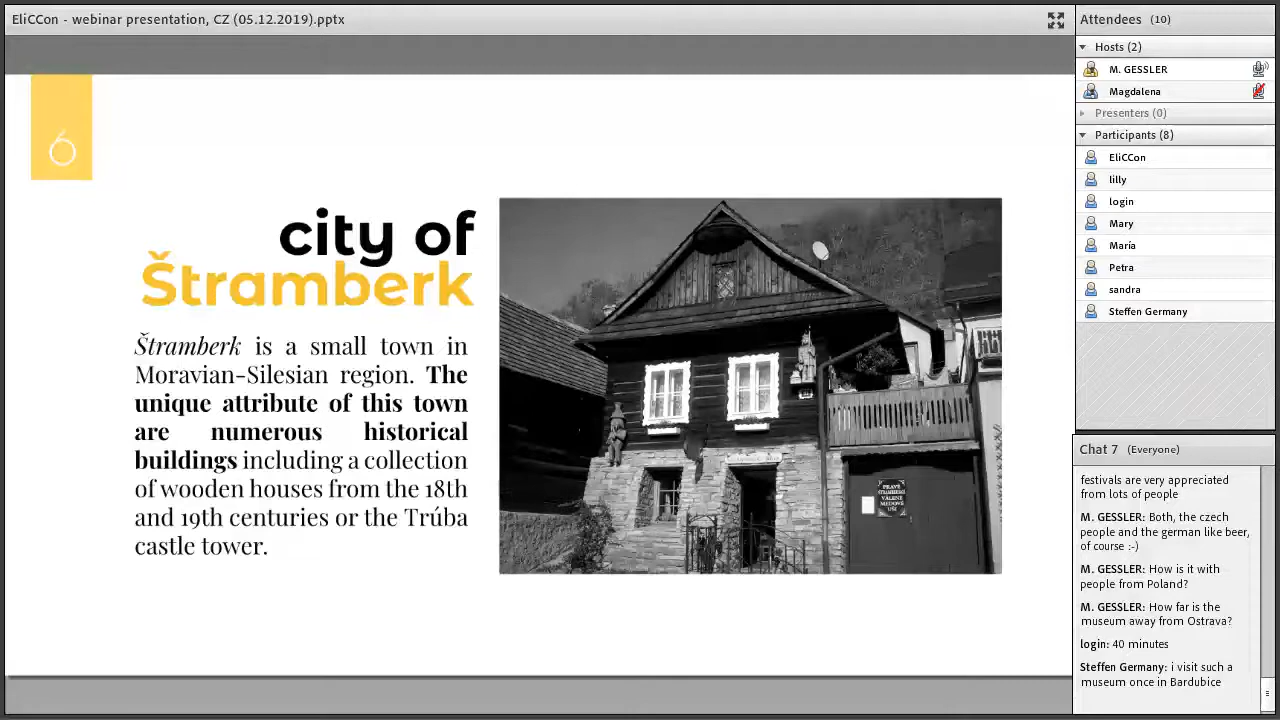 EliCCon - webinar presentation, CZ (05.12.2019).pptx
6
city of
Štramberk
Štramberk is a small town in
Moravian-Silesian region. The
unique attribute of this town
are numerous historical
buildings including a collection
of wooden houses from the 18th
and 19th centuries or the Trúba
castle tower.
PRAVÉ
ŠTRAMBERSKÉ
VÁLENÉ
MEDOVÉ
UŠI
Attendees (10)
Hosts (2)
M. GESSLER
Magdalena
Presenters (0)
Participants (8)
EliCCon
lilly
login
Mary
María
Petra
sandra
Steffen Germany
Chat 7 (Everyone)
festivals are very appreciated
from lots of people
M. GESSLER: Both, the czech
people and the german like beer,
of course :-)
M. GESSLER: How is it with
people from Poland?
M. GESSLER: How far is the
museum away from Ostrava?
login: 40 minutes
Steffen Germany: i visit such a
museum once in Bardubice